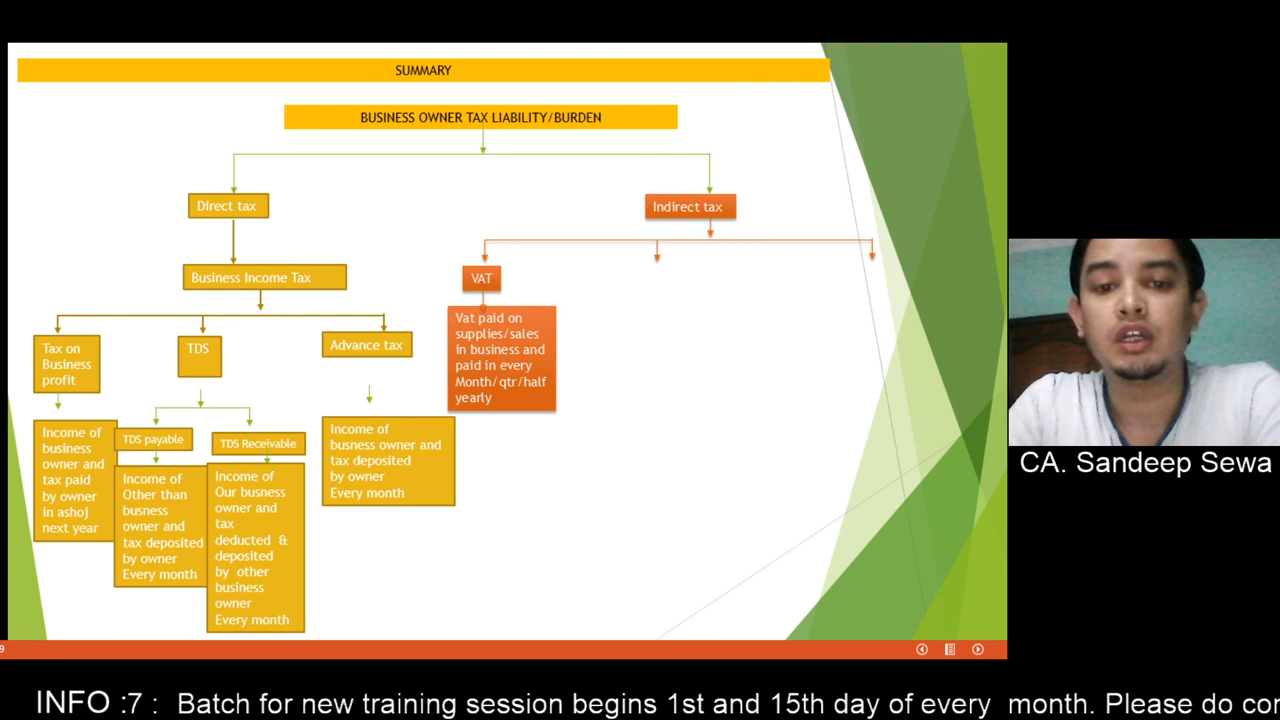 SUMMARY
BUSINESS OWNER TAX LIABILITY/BURDEN
Direct tax
Indirect tax
Business Income Tax
VAT
Tax on
Business
profit
TDS
Advance tax
Vat paid on
supplies/sales
in business and
paid in every
Month/qtr/half
yearly
Income of
business
owner and
tax paid
by owner
in ashoj
next year
TDS payable
TDS Receivable
Income of
Other than
busness
owner and
tax deposited
by owner
Every month
Income of
Our busness
owner and
tax
deducted &
deposited
by other
business
owner
Every month
Income of
busness owner and
tax deposited
by owner
Every month
9
CA. Sandeep Sewa
INFO :7 : Batch for new training session begins 1st and 15th day of every month. Please do con